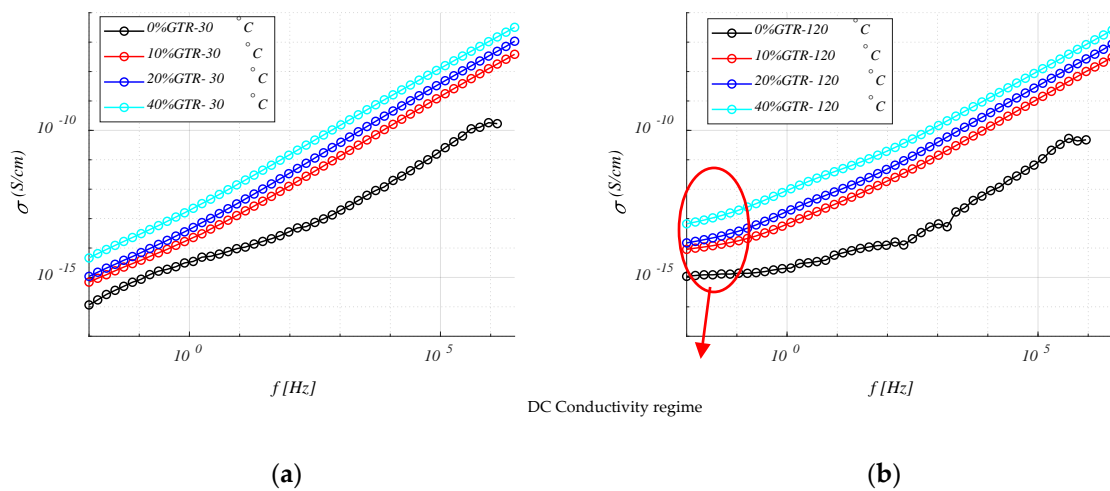 0%GTR-30 °C
10%GTR-30 °C
20%GTR- 30 °C
40%GTR- 30 °C
10 -10
10 -15
σ (S/cm)
10 0
10 5
f [Hz]
(a)
0%GTR-120 °C
10%GTR-120 °C
20%GTR- 120 °C
40%GTR- 120 °C
10 -10
10 -15
σ (S/cm)
10 0
10 5
f [Hz]
DC Conductivity regime
(b)